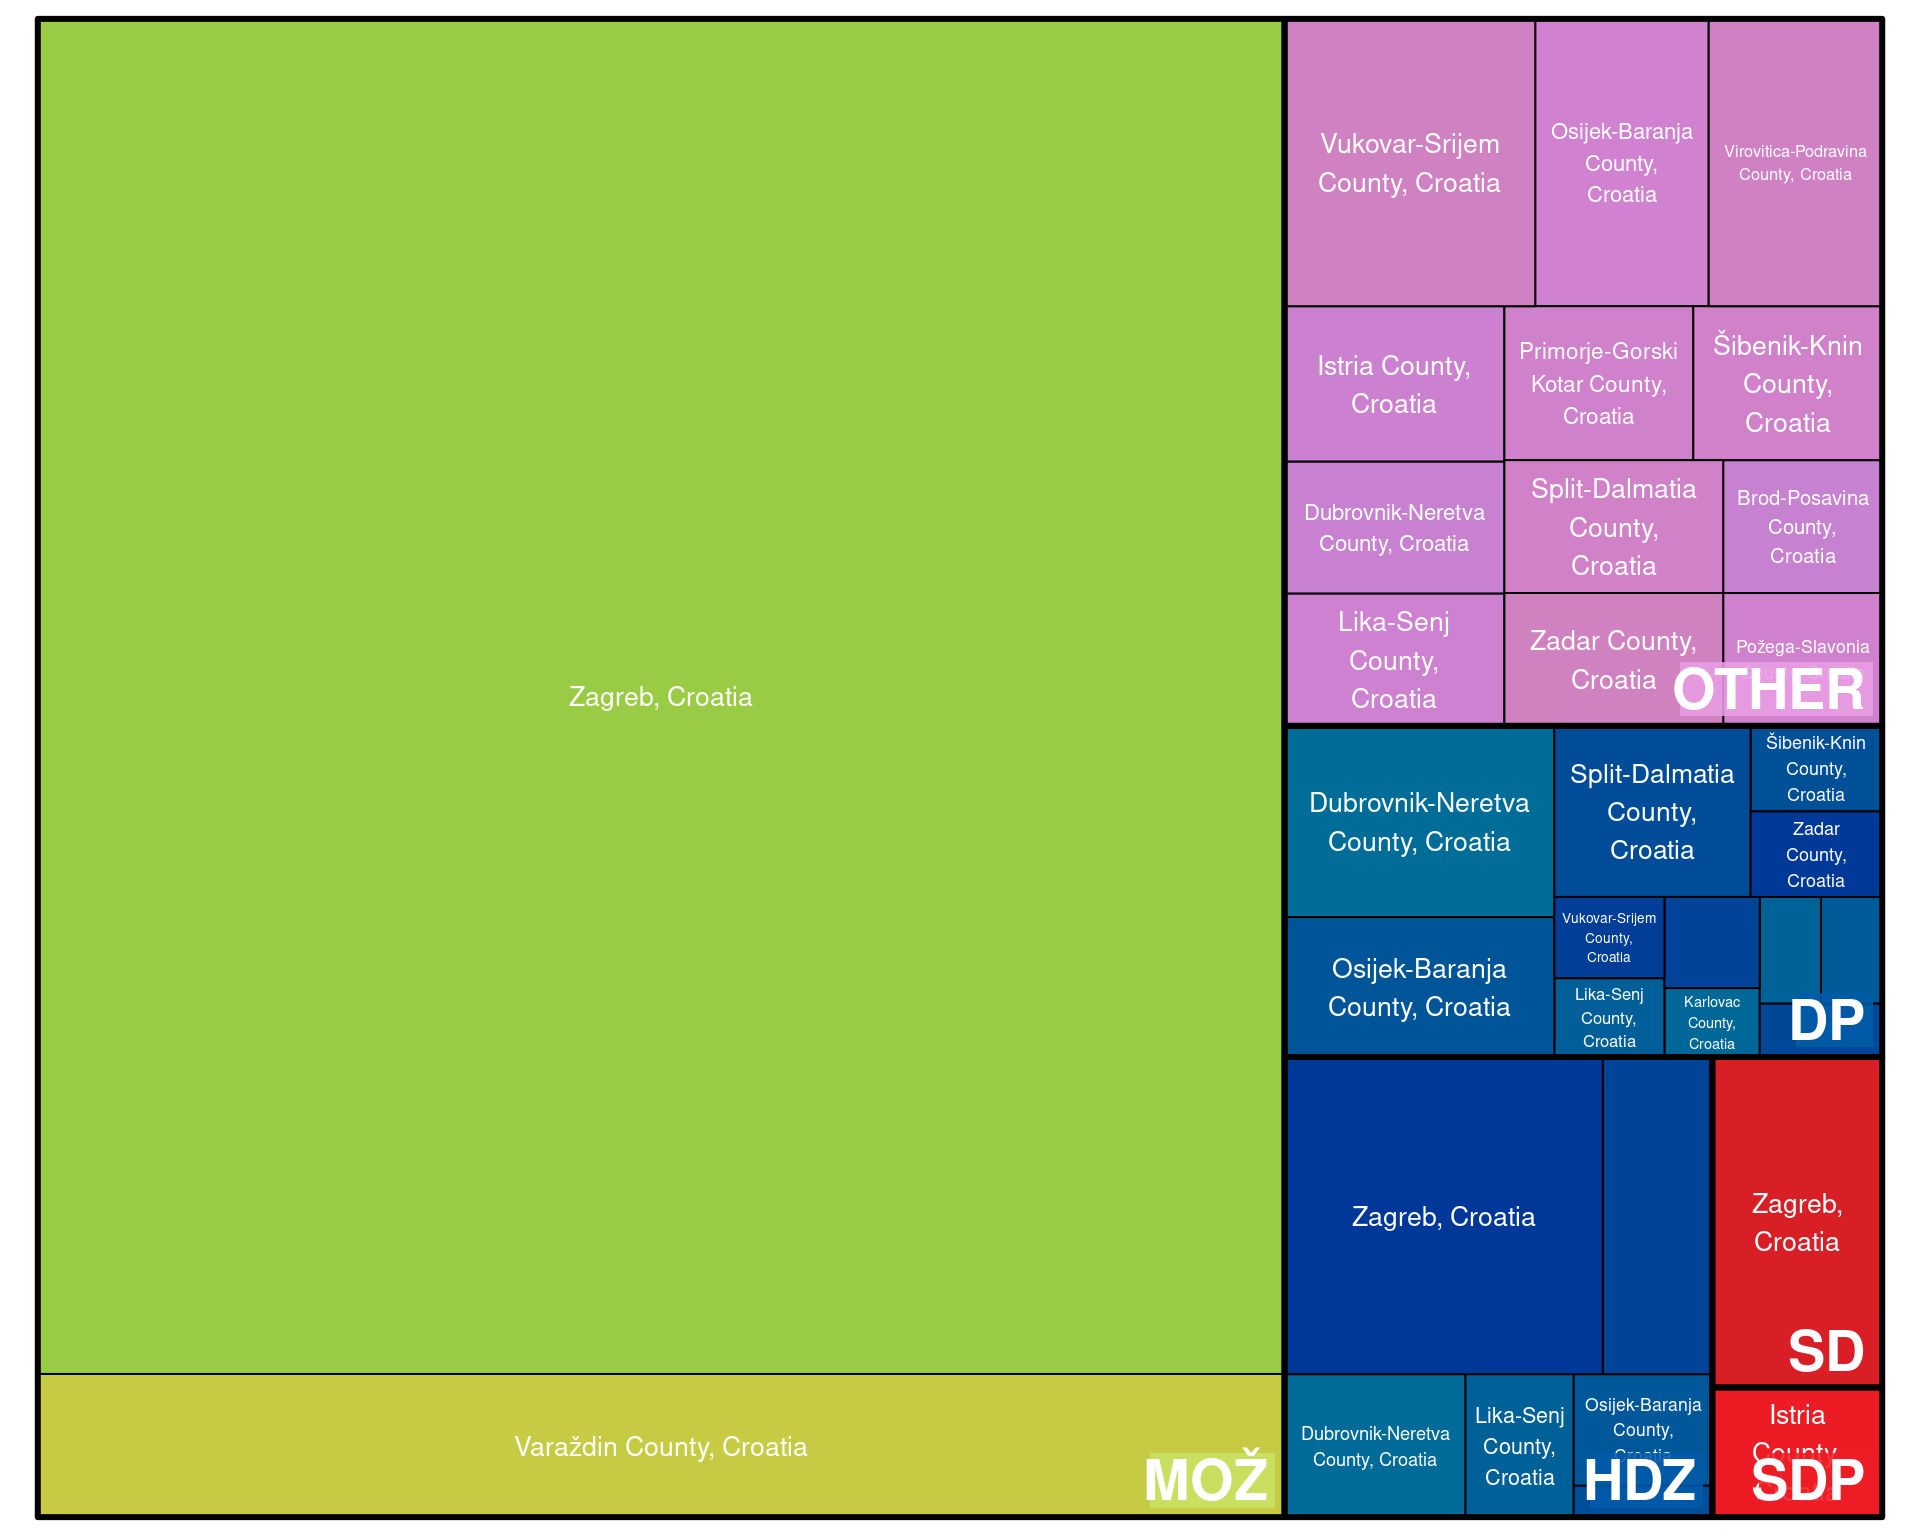 Zagreb, Croatia
Varaždin County, Croatia
MOŽ
Vukovar-Srijem
County, Croatia
Osijek-Baranja
County,
Croatia
Virovitica-Podravina
County, Croatia
Istria County,
Croatia
Primorje-Gorski
Kotar County,
Croatia
Šibenik-Knin
County,
Croatia
Dubrovnik-Neretva
County, Croatia
Split-Dalmatia
County,
Croatia
Brod-Posavina
County,
Croatia
Lika-Senj
County,
Croatia
Zadar County,
Croatia
Požega-Slavonia
OTHER
Dubrovnik-Neretva
County, Croatia
Osijek-Baranja
County, Croatia
Split-Dalmatia
County,
Croatia
Šibenik-Knin
County,
Croatia
Zadar
County,
Croatia
Vukovar-Srijem
County,
Croatia
Lika-Senj
County,
Croatia
Karlovac
County,
Croatia
DP
Zagreb, Croatia
Dubrovnik-Neretva
County, Croatia
Lika-Senj
County,
Croatia
Osijek-Baranja
County,
Croatia
HDZ
Zagreb,
Croatia
SD
Istria
County,
SDP